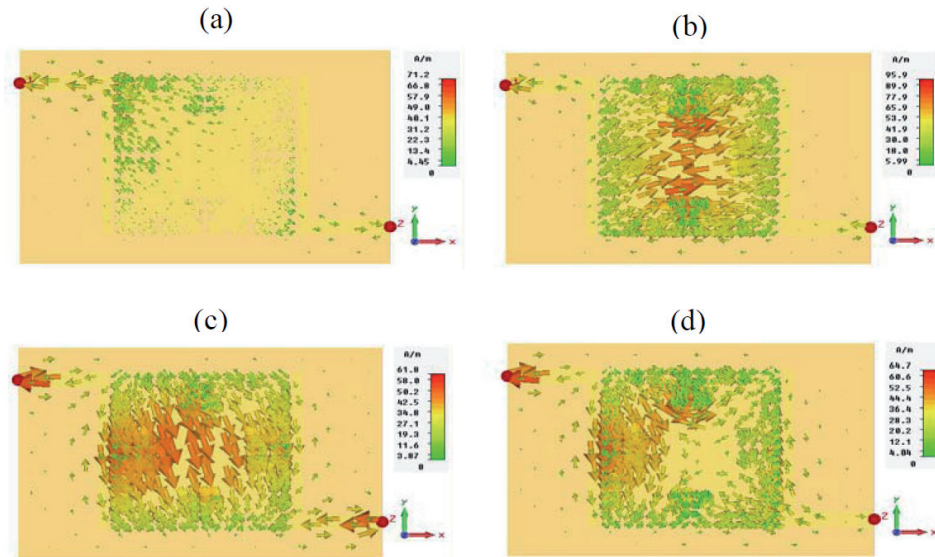 (a)
A/m
71.2
66.8
57.9
49.0
40.1
31.2
22.3
13.4
4.45
0
Z
y
x
(b)
A/m
95.9
89.9
77.9
65.9
53.9
41.9
30.0
18.0
5.99
0
Z
y
x
(c)
A/m
61.8
58.0
50.2
42.5
34.8
27.1
19.3
11.6
3.87
0
Z
y
x
(d)
A/m
64.7
60.6
52.5
44.4
36.4
28.3
20.2
12.1
4.04
0
Z
y
x